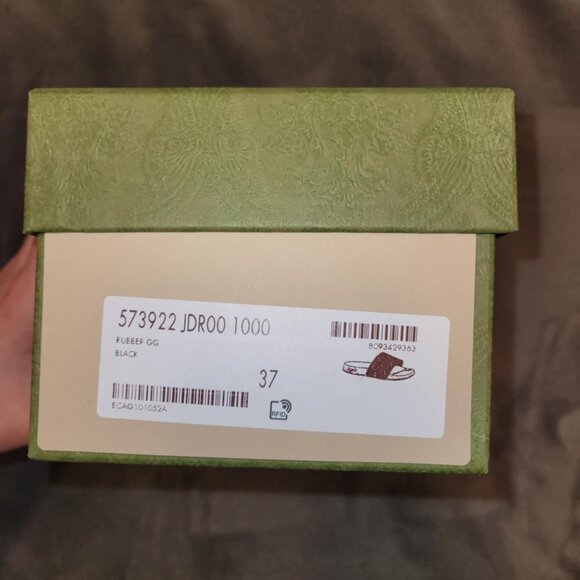 573922 JDR00 1000
RUBBER GG
BLACK
8093429363
37
ECAG101052A
RFID